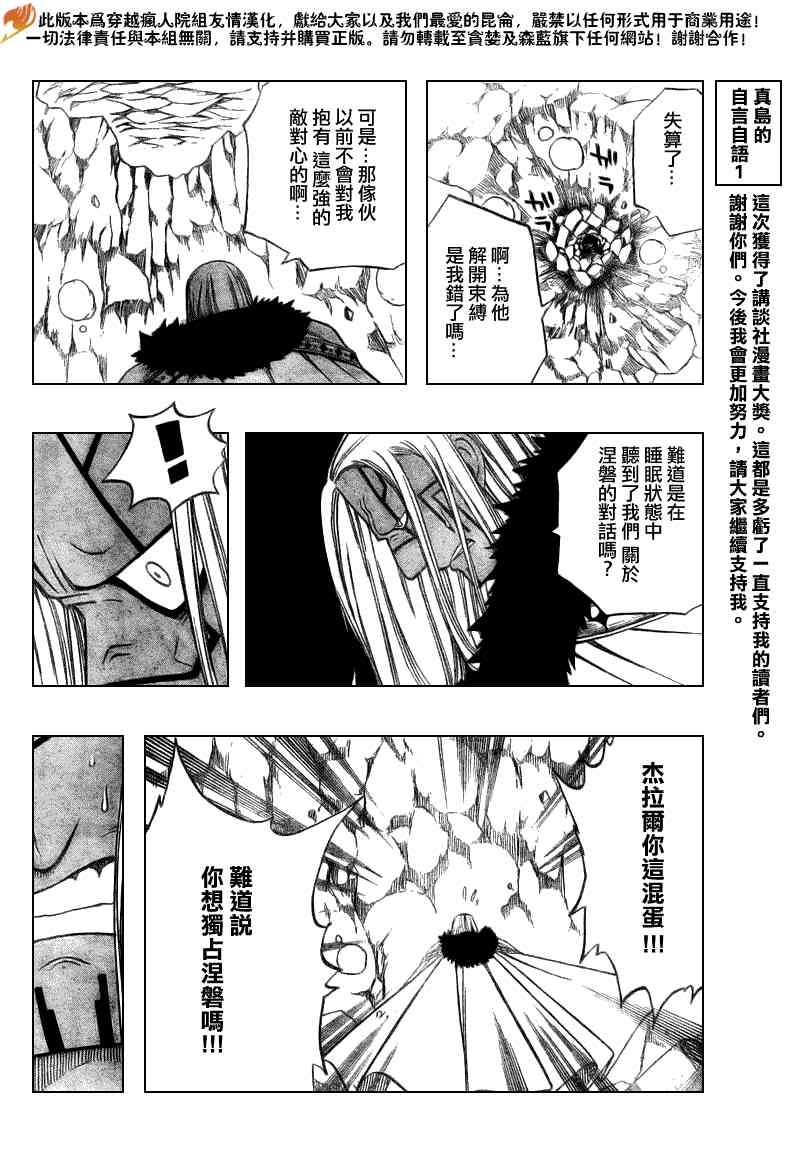 此版本爲穿越瘋人院組友情漢化，獻給大家以及我們最愛的昆侖，嚴禁以任何形式用于商業用途！
一切法律責任與本組無關，請支持并購買正版。請勿轉載至貪婪及森藍旗下任何網站！謝謝合作！
真島的
自言自語1
這次獲得了講談社漫畫大獎。這都是多虧了一直支持我的讀者們。
謝謝你們。今後我會更加努力，請大家繼續支持我。
失算了…
ボロ
ボロ
啊…為他
解開束縛
是我錯了嗎…
可是…那傢伙
以前不會對我
抱有 這麼強的
敵對心的啊…
難道是在
睡眠狀態中
聽到了我們 關於
涅磐的對話嗎？
！
杰拉爾你這混蛋!!!
難道説
你想獨占涅磐嗎!!!